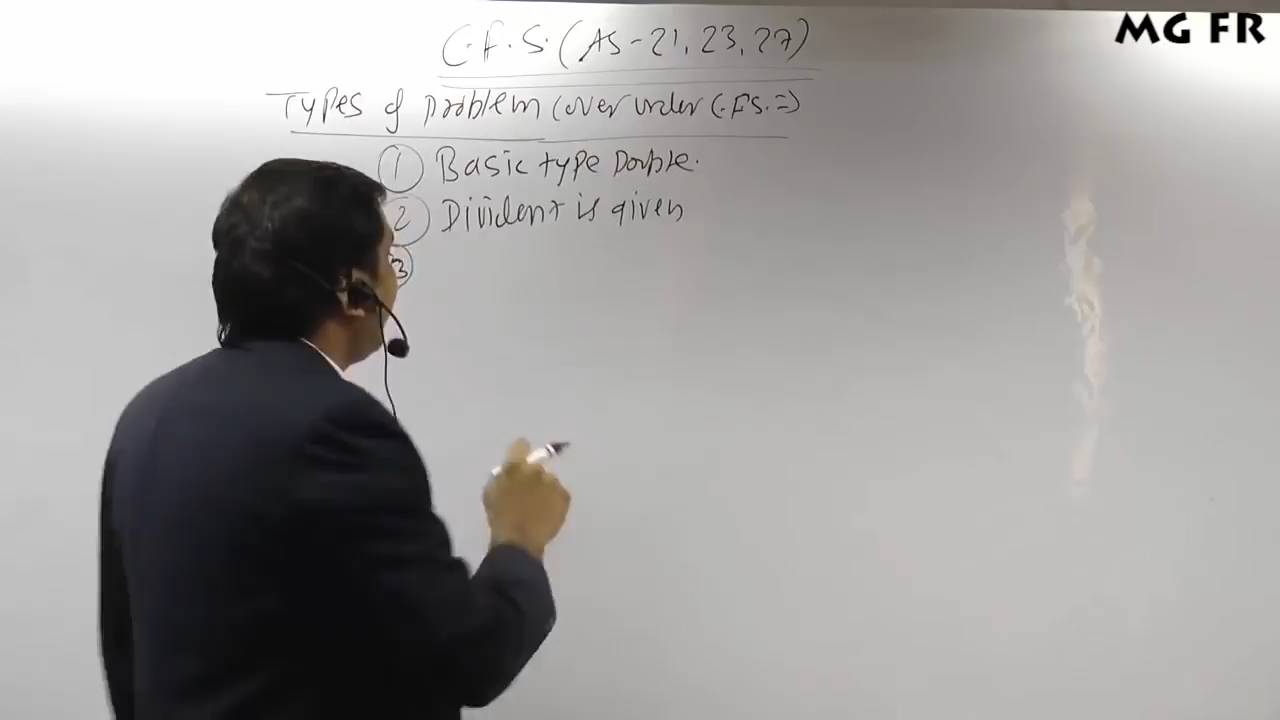 MG FR
C.F.S. (AS-21, 23, 27)
Types of Problem Cover under C.F.S. =>
1 Basic type
2 Divident is given
3